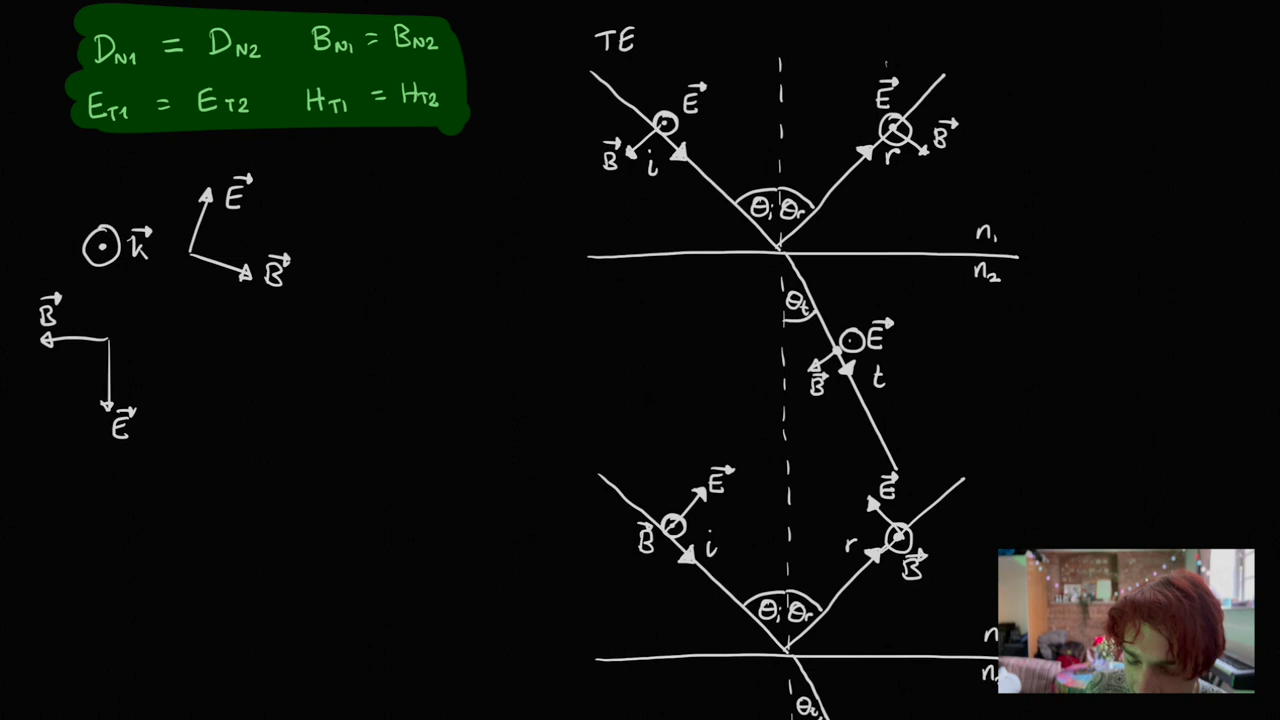 D_N1 = D_N2 B_N1 = B_N2
E_T1 = E_T2 H_T1 = H_T2
TE
E⃗ E⃗
B⃗ i r B⃗
θi θr
n₁
n₂
k⃗ E⃗ B⃗
B⃗
E⃗
θt
E⃗
B⃗ t
E⃗ E⃗
B⃗ i r B⃗
θi θr
n
n
θt